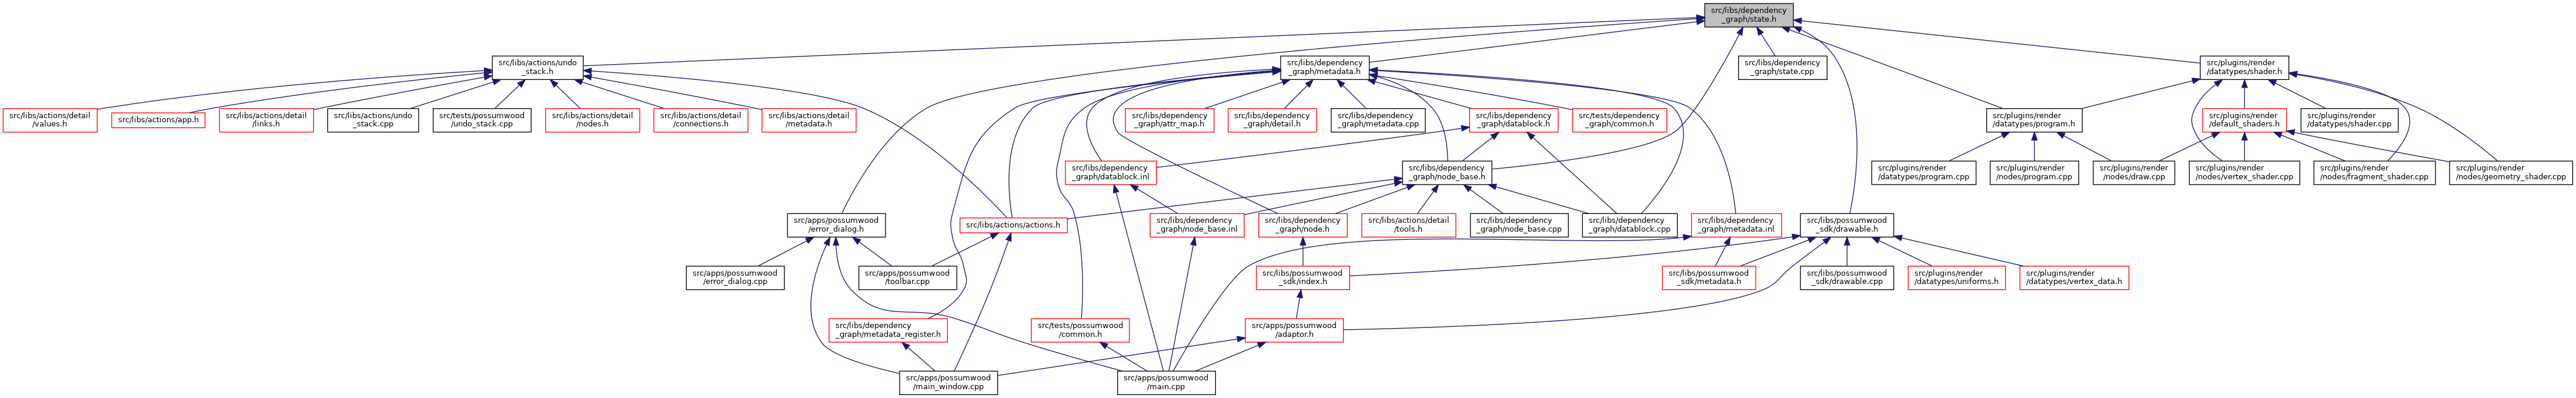 src/libs/dependency
_graph/state.h
src/libs/actions/undo
_stack.h
src/libs/dependency
_graph/metadata.h
src/libs/dependency
_graph/state.cpp
src/plugins/render
/datatypes/shader.h
src/libs/actions/detail
/values.h
src/libs/actions/app.h
src/libs/actions/detail
/links.h
src/libs/actions/undo
_stack.cpp
src/tests/possumwood
/undo_stack.cpp
src/libs/actions/detail
/nodes.h
src/libs/actions/detail
/connections.h
src/libs/actions/detail
/metadata.h
src/libs/dependency
_graph/attr_map.h
src/libs/dependency
_graph/detail.h
src/libs/dependency
_graph/metadata.cpp
src/libs/dependency
_graph/datablock.h
src/tests/dependency
_graph/common.h
src/plugins/render
/datatypes/program.h
src/plugins/render
/default_shaders.h
src/plugins/render
/datatypes/shader.cpp
src/libs/dependency
_graph/datablock.inl
src/libs/dependency
_graph/node_base.h
src/plugins/render
/datatypes/program.cpp
src/plugins/render
/nodes/program.cpp
src/plugins/render
/nodes/draw.cpp
src/plugins/render
/nodes/vertex_shader.cpp
src/plugins/render
/nodes/fragment_shader.cpp
src/plugins/render
/nodes/geometry_shader.cpp
src/apps/possumwood
/error_dialog.h
src/libs/actions/actions.h
src/libs/dependency
_graph/node_base.inl
src/libs/dependency
_graph/node.h
src/libs/actions/detail
/tools.h
src/libs/dependency
_graph/node_base.cpp
src/libs/dependency
_graph/datablock.cpp
src/libs/dependency
_graph/metadata.inl
src/libs/possumwood
_sdk/drawable.h
src/apps/possumwood
/error_dialog.cpp
src/apps/possumwood
/toolbar.cpp
src/libs/possumwood
_sdk/index.h
src/libs/possumwood
_sdk/metadata.h
src/libs/possumwood
_sdk/drawable.cpp
src/plugins/render
/datatypes/uniforms.h
src/plugins/render
/datatypes/vertex_data.h
src/libs/dependency
_graph/metadata_register.h
src/tests/possumwood
/common.h
src/apps/possumwood
/adaptor.h
src/apps/possumwood
/main_window.cpp
src/apps/possumwood
/main.cpp